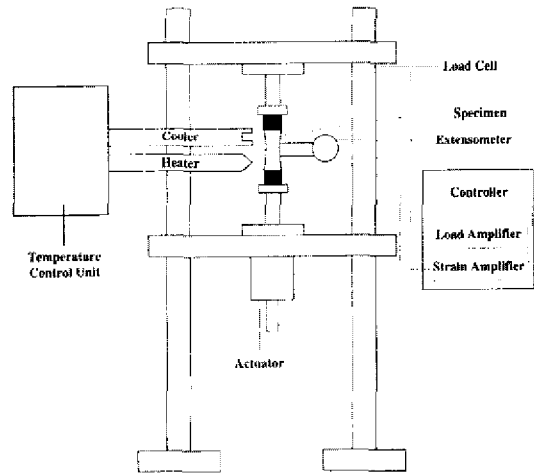 Load Cell
Specimen
Extensometer
Cooler
Heater
Controller
Load Amplifier
Strain Amplifier
Temperature
Control Unit
Actuator